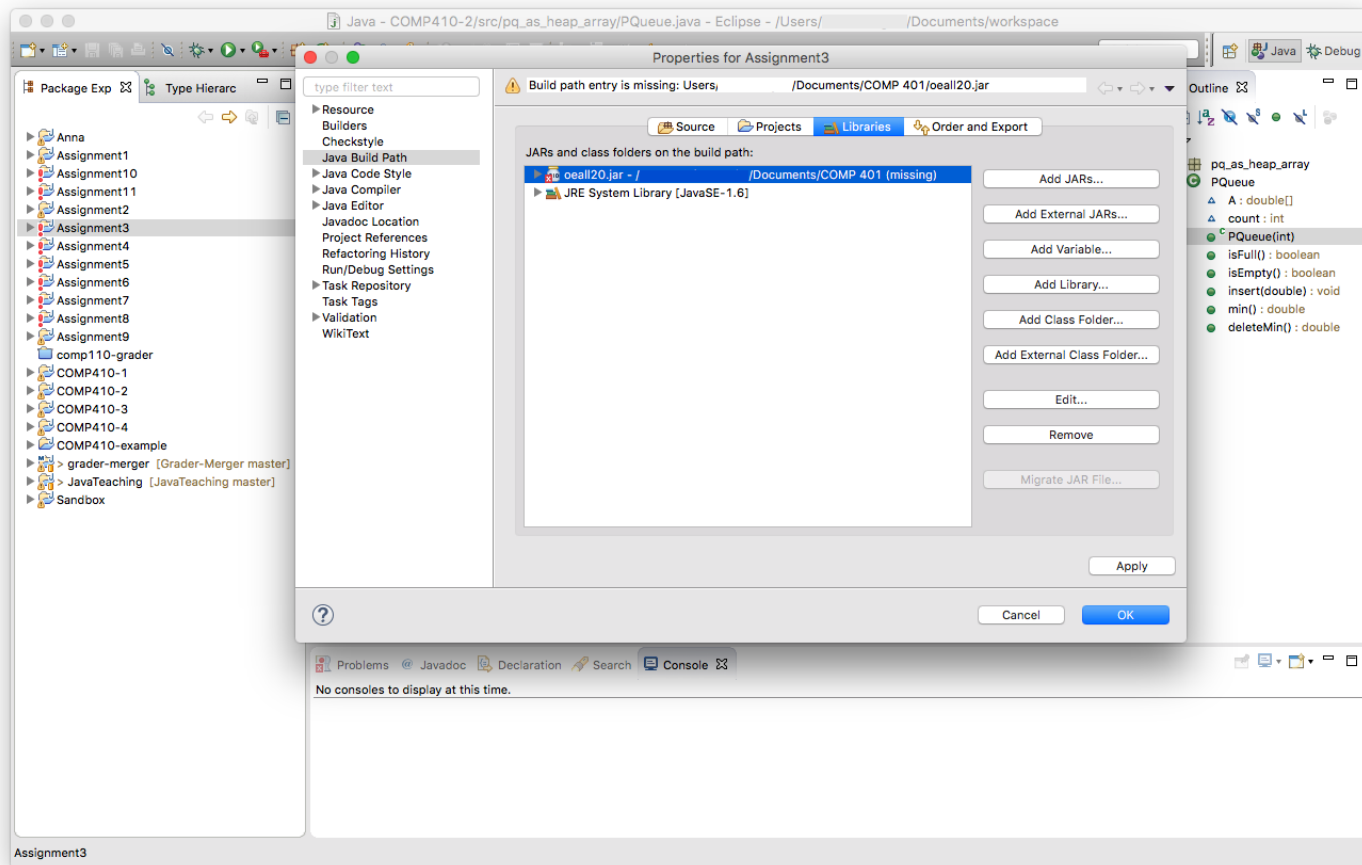 Java - COMP410-2/src/pq_as_heap_array/PQueue.java - Eclipse - /Users/ /Documents/workspace
Java
Debug
Package Exp
Type Hierarc
Anna
Assignment1
Assignment10
Assignment11
Assignment2
Assignment3
Assignment4
Assignment5
Assignment6
Assignment7
Assignment8
Assignment9
comp110-grader
COMP410-1
COMP410-2
COMP410-3
COMP410-4
COMP410-example
> grader-merger [Grader-Merger master]
> JavaTeaching [JavaTeaching master]
Sandbox
Properties for Assignment3
type filter text
Resource
Builders
Checkstyle
Java Build Path
Java Code Style
Java Compiler
Java Editor
Javadoc Location
Project References
Refactoring History
Run/Debug Settings
Task Repository
Task Tags
Validation
WikiText
Build path entry is missing: Users, /Documents/COMP 401/oeall20.jar
Source
Projects
Libraries
Order and Export
JARs and class folders on the build path:
oeall20.jar - / /Documents/COMP 401 (missing)
JRE System Library [JavaSE-1.6]
Add JARs...
Add External JARs...
Add Variable...
Add Library...
Add Class Folder...
Add External Class Folder...
Edit...
Remove
Migrate JAR File...
Apply
?
Cancel
OK
Outline
pq_as_heap_array
PQueue
A : double[]
count : int
PQueue(int)
isFull() : boolean
isEmpty() : boolean
insert(double) : void
min() : double
deleteMin() : double
Problems
Javadoc
Declaration
Search
Console
No consoles to display at this time.
Assignment3